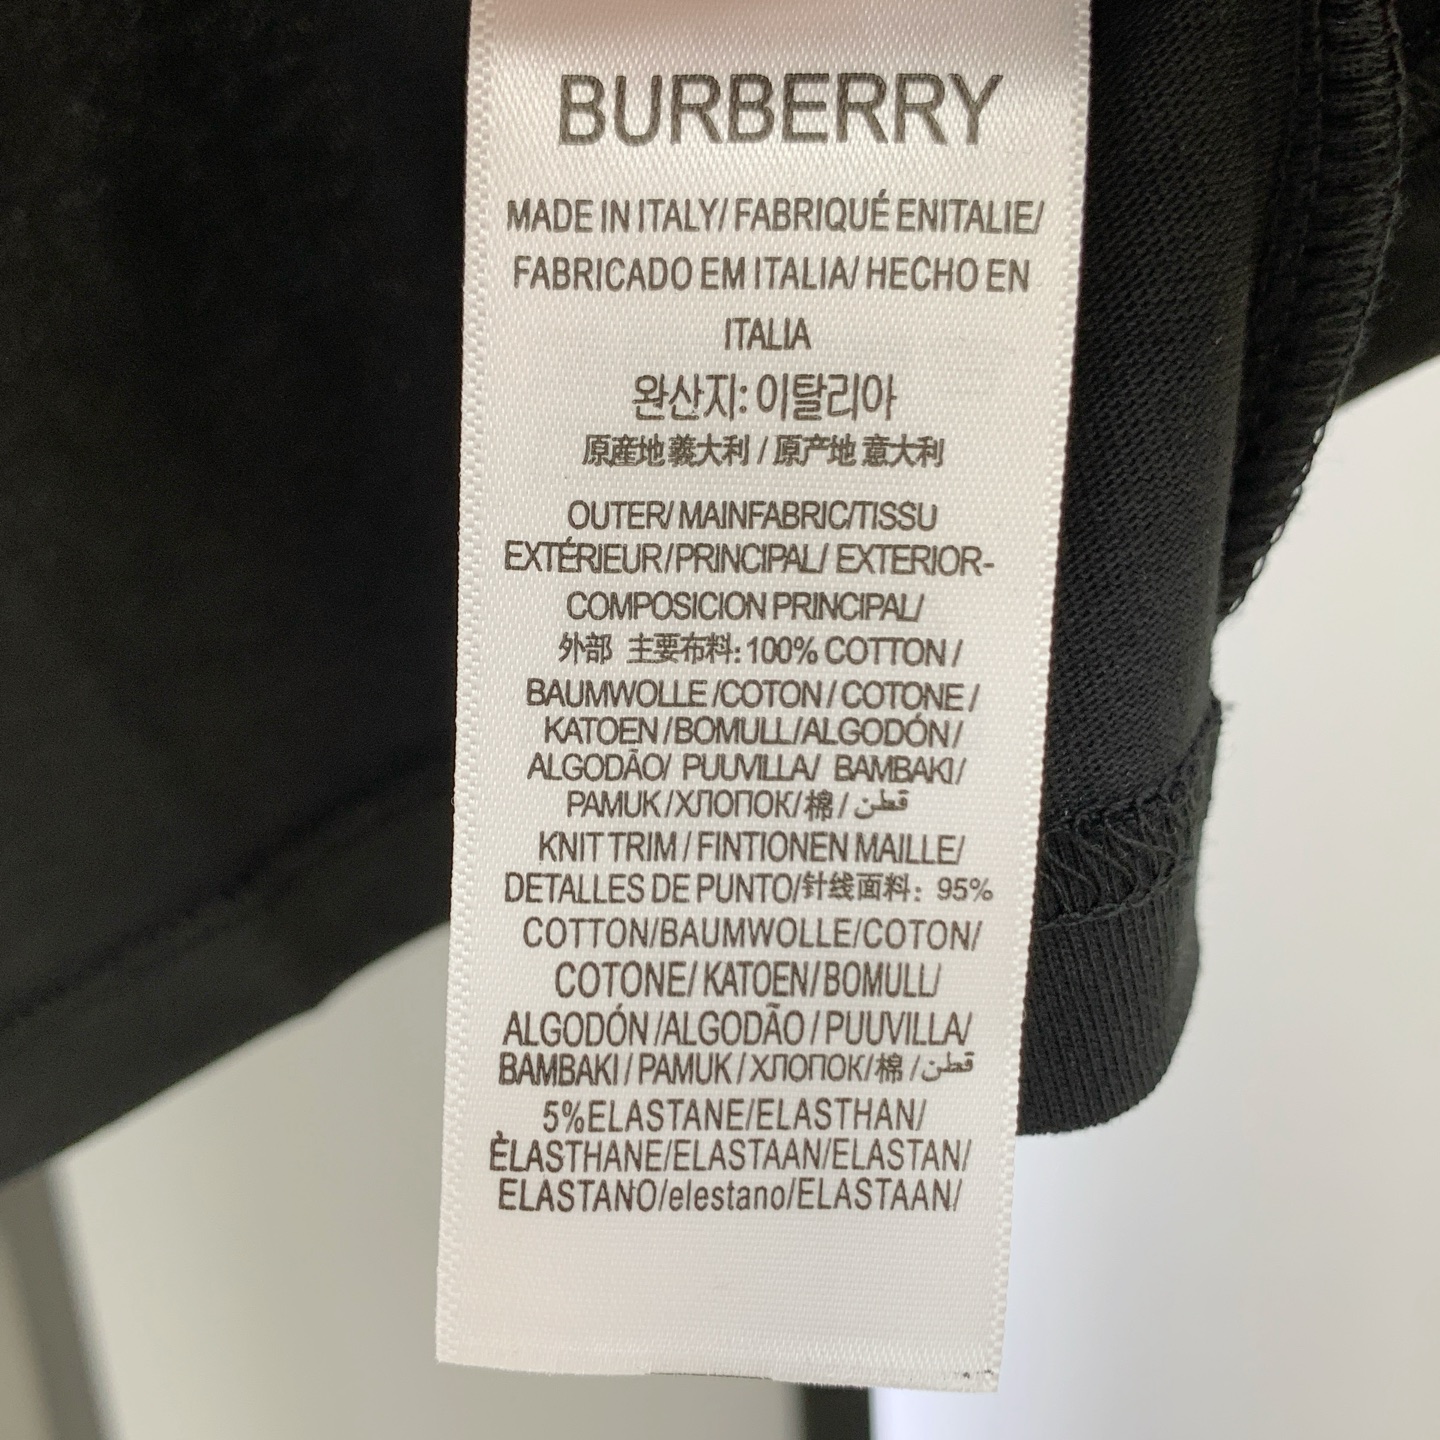 BURBERRY
MADE IN ITALY/ FABRIQUÉ ENITALIE/
FABRICADO EM ITALIA/ HECHO EN
ITALIA
완산지: 이탈리아
原産地 義大利 / 原产地 意大利
OUTER/ MAINFABRIC/TISSU
EXTÉRIEUR/PRINCIPAL/ EXTERIOR-
COMPOSICION PRINCIPAL/
外部 主要布料: 100% COTTON /
BAUMWOLLE /COTON / COTONE /
KATOEN /BOMULL/ALGODÓN/
ALGODÃO/ PUUVILLA/ BAMBAKI/
PAMUK /ХЛОПОК/棉 / قطن
KNIT TRIM / FINTIONEN MAILLE/
DETALLES DE PUNTO/针线面料: 95%
COTTON/BAUMWOLLE/COTON/
COTONE/ KATOEN/BOMULL/
ALGODÓN /ALGODÃO / PUUVILLA/
BAMBAKI / PAMUK / ХЛОПОК/棉 / قطن
5%ELASTANE/ELASTHAN/
ÈLASTHANE/ELASTAAN/ELASTAN/
ELASTANO/elestano/ELASTAAN/